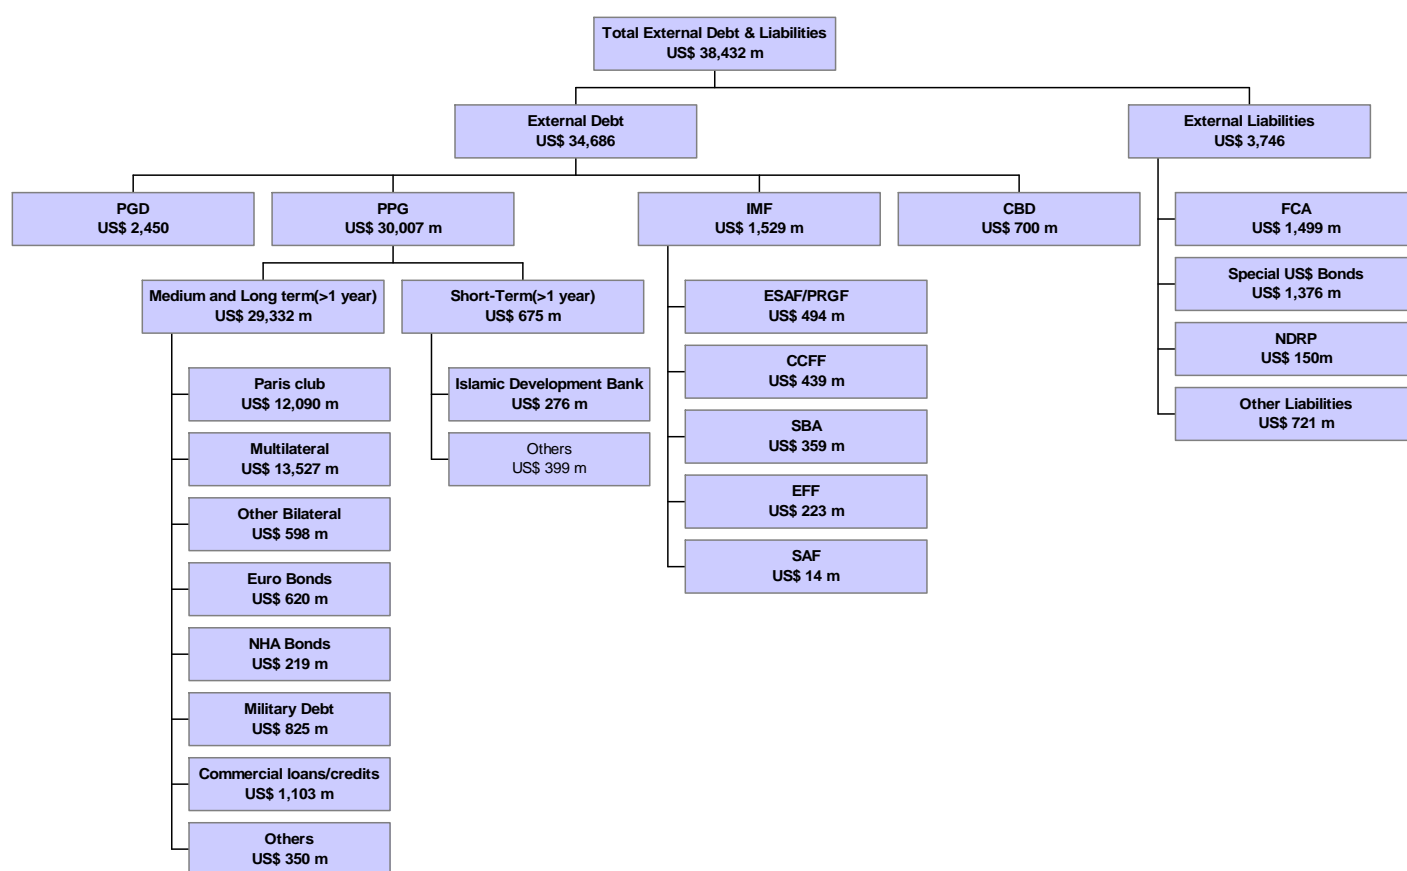 Total External Debt & Liabilities
US$ 38,432 m
External Debt
US$ 34,686
External Liabilities
US$ 3,746
PGD
US$ 2,450
PPG
US$ 30,007 m
IMF
US$ 1,529 m
CBD
US$ 700 m
FCA
US$ 1,499 m
Special US$ Bonds
US$ 1,376 m
NDRP
US$ 150m
Other Liabilities
US$ 721 m
Medium and Long term(>1 year)
US$ 29,332 m
Short-Term(>1 year)
US$ 675 m
Paris club
US$ 12,090 m
Multilateral
US$ 13,527 m
Other Bilateral
US$ 598 m
Euro Bonds
US$ 620 m
NHA Bonds
US$ 219 m
Military Debt
US$ 825 m
Commercial loans/credits
US$ 1,103 m
Others
US$ 350 m
Islamic Development Bank
US$ 276 m
Others
US$ 399 m
ESAF/PRGF
US$ 494 m
CCFF
US$ 439 m
SBA
US$ 359 m
EFF
US$ 223 m
SAF
US$ 14 m